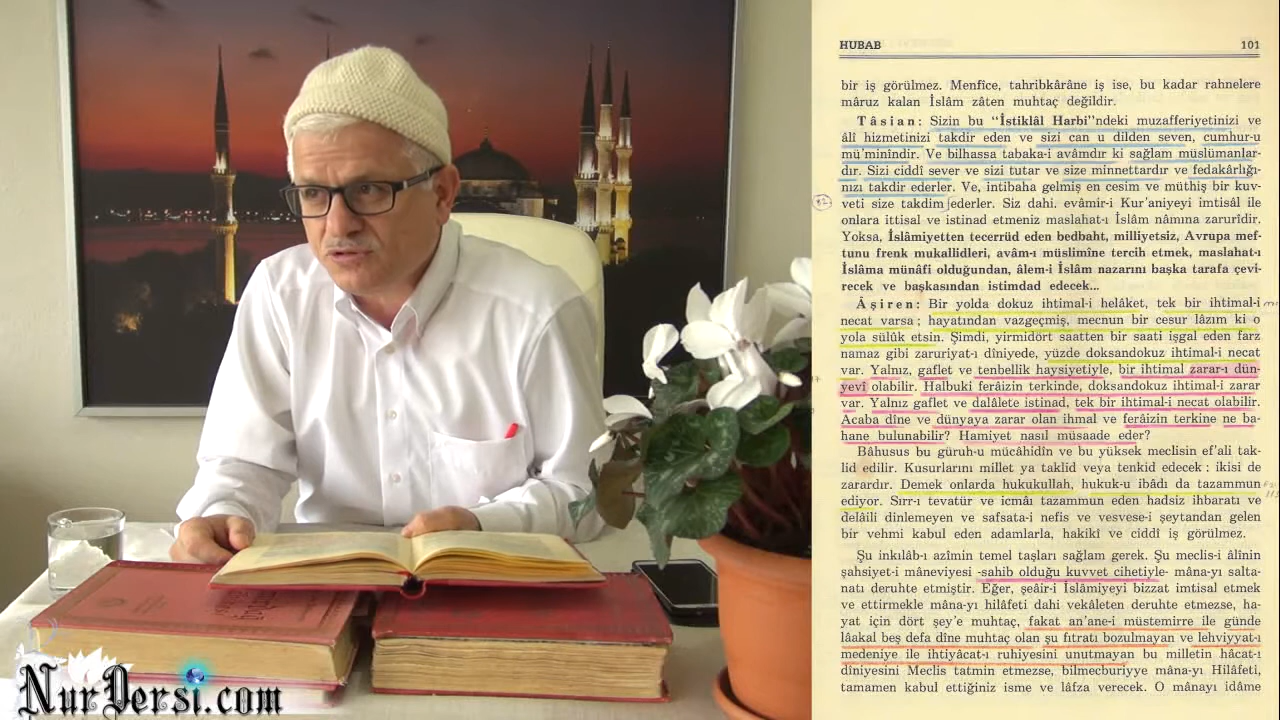 HUBAB 101
bir iş görülmez. Menfîce, tahribkârâne iş ise, bu kadar rahnelere
mâruz kalan İslâm zâten muhtaç değildir.
Tâsian: Sizin bu "İstiklâl Harbi"ndeki muzafferiyetinizi ve
âlî hizmetinizi takdir eden ve sizi can u dilden seven, cumhur-u
mü'minîndir. Ve bilhassa tabaka-i avâmdır ki sağlam müslümanlar-
dır. Sizi ciddî sever ve sizi tutar ve size minnettardır ve fedakârlığı-
nızı takdir ederler. Ve, intibaha gelmiş en cesim ve müthiş bir kuv-
veti size takdim ederler. Siz dahi. evâmir-i Kur'aniyeyi imtisâl ile
onlara ittisal ve istinad etmeniz maslahat-ı İslâm nâmına zarurîdir.
Yoksa, İslâmiyetten tecerrüd eden bedbaht, milliyetsiz, Avrupa mef-
tunu frenk mukallidleri, avâm-ı müslimîne tercih etmek, maslahat-ı
İslâma münafi olduğundan, âlem-i İslâm nazarını başka tarafa çevi-
recek ve başkasından istimdad edecek...
Âşiren: Bir yolda dokuz ihtimal-i helâket, tek bir ihtimal-i
necat varsa; hayatından vazgeçmiş, mecnun bir cesur lâzım ki o
yola sülûk etsin. Şimdi, yirmidört saatten bir saati işgal eden farz
namaz gibi zaruriyat-ı dîniyede, yüzde doksandokuz ihtimal-i necat
var. Yalnız, gaflet ve tenbellik haysiyetiyle, bir ihtimal zarar-ı dün-
yevî olabilir. Halbuki ferâizin terkinde, doksandokuz ihtimal-i zarar
var. Yalnız gaflet ve dalâlete istinad, tek bir ihtimal-i necat olabilir.
Acaba dîne ve dünyaya zarar olan ihmal ve ferâizin terkine ne ba-
hane bulunabilir? Hamiyet nasıl müsaade eder?
Bâhusus bu güruh-u mücâhidîn ve bu yüksek meclisin ef'ali tak-
lid edilir. Kusurlarını millet ya taklid veya tenkid edecek: ikisi de
zarardır. Demek onlarda hukukullah, hukuk-u ibâdı da tazammun
ediyor. Sırr-ı tevatür ve icmâı tazammun eden hadsiz ihbaratı ve
delâili dinlemeyen ve safsata-i nefis ve vesvese-i şeytandan gelen
bir vehmi kabul eden adamlarla, hakikî ve ciddî iş görülmez.
Şu inkılâb-ı azîmin temel taşları sağlam gerek. Şu meclis-i âlînin
şahsiyet-i mâneviyesi -sahib olduğu kuvvet cihetiyle- mâna-yı salta-
natı deruhte etmiştir. Eğer, şeâir-i İslâmiyeyi bizzat imtisal etmek
ve ettirmekle mâna-yı hilâfeti dahi vekâleten deruhte etmezse, ha-
yat için dört şey'e muhtaç, fakat an'ane-i müstemirre ile günde
lâakal beş defa dîne muhtaç olan şu fıtratı bozulmayan ve lehviyyat-ı
medeniye ile ihtiyâcat-ı ruhiyesini unutmayan bu milletin hâcat-ı
dîniyesini Meclis tatmin etmezse, bilmecburiyye mâna-yı Hilâfeti,
tamamen kabul ettiğiniz isme ve lâfza verecek. O mânayı idâme
NurDersi.com